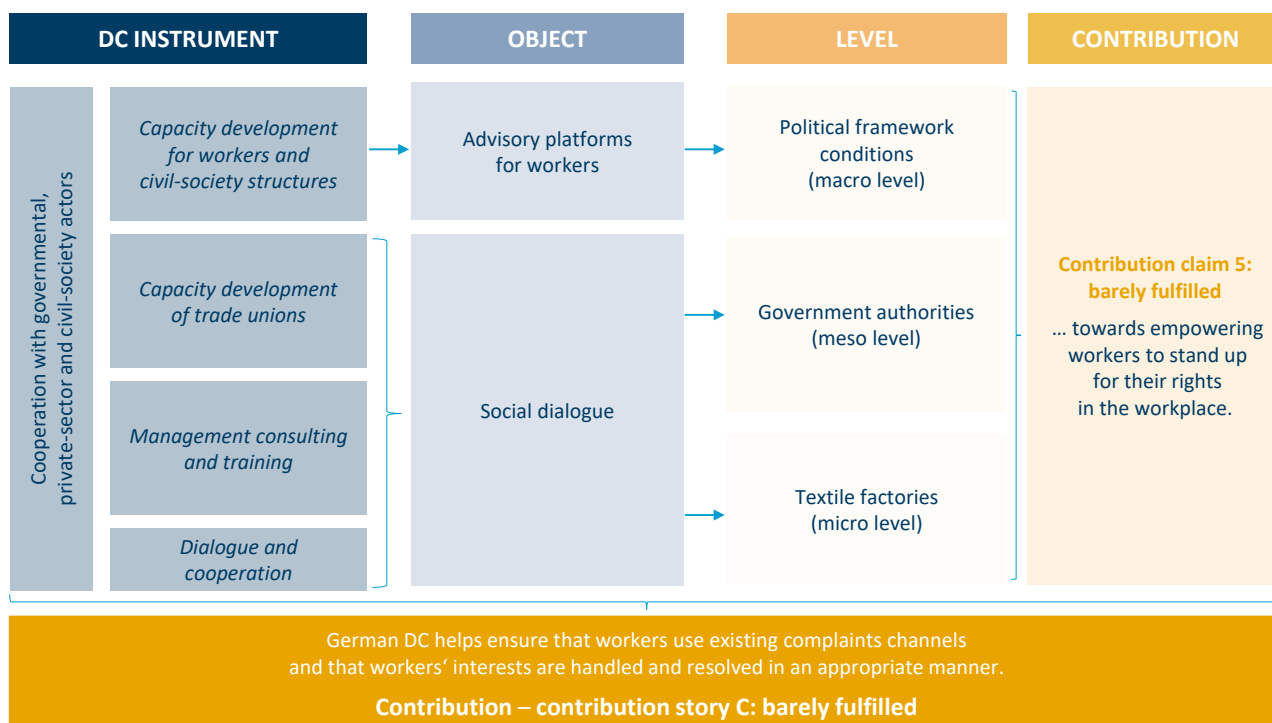 DC INSTRUMENT
OBJECT
LEVEL
CONTRIBUTION
Cooperation with governmental,
private-sector and civil-society actors
Capacity development
for workers and
civil-society structures
Advisory platforms
for workers
Political framework
conditions
(macro level)
Capacity development
of trade unions
Management consulting
and training
Dialogue and
cooperation
Social dialogue
Government authorities
(meso level)
Textile factories
(micro level)
Contribution claim 5:
barely fulfilled
... towards empowering
workers to stand up
for their rights
in the workplace.
German DC helps ensure that workers use existing complaints channels
and that workers‘ interests are handled and resolved in an appropriate manner.
Contribution – contribution story C: barely fulfilled